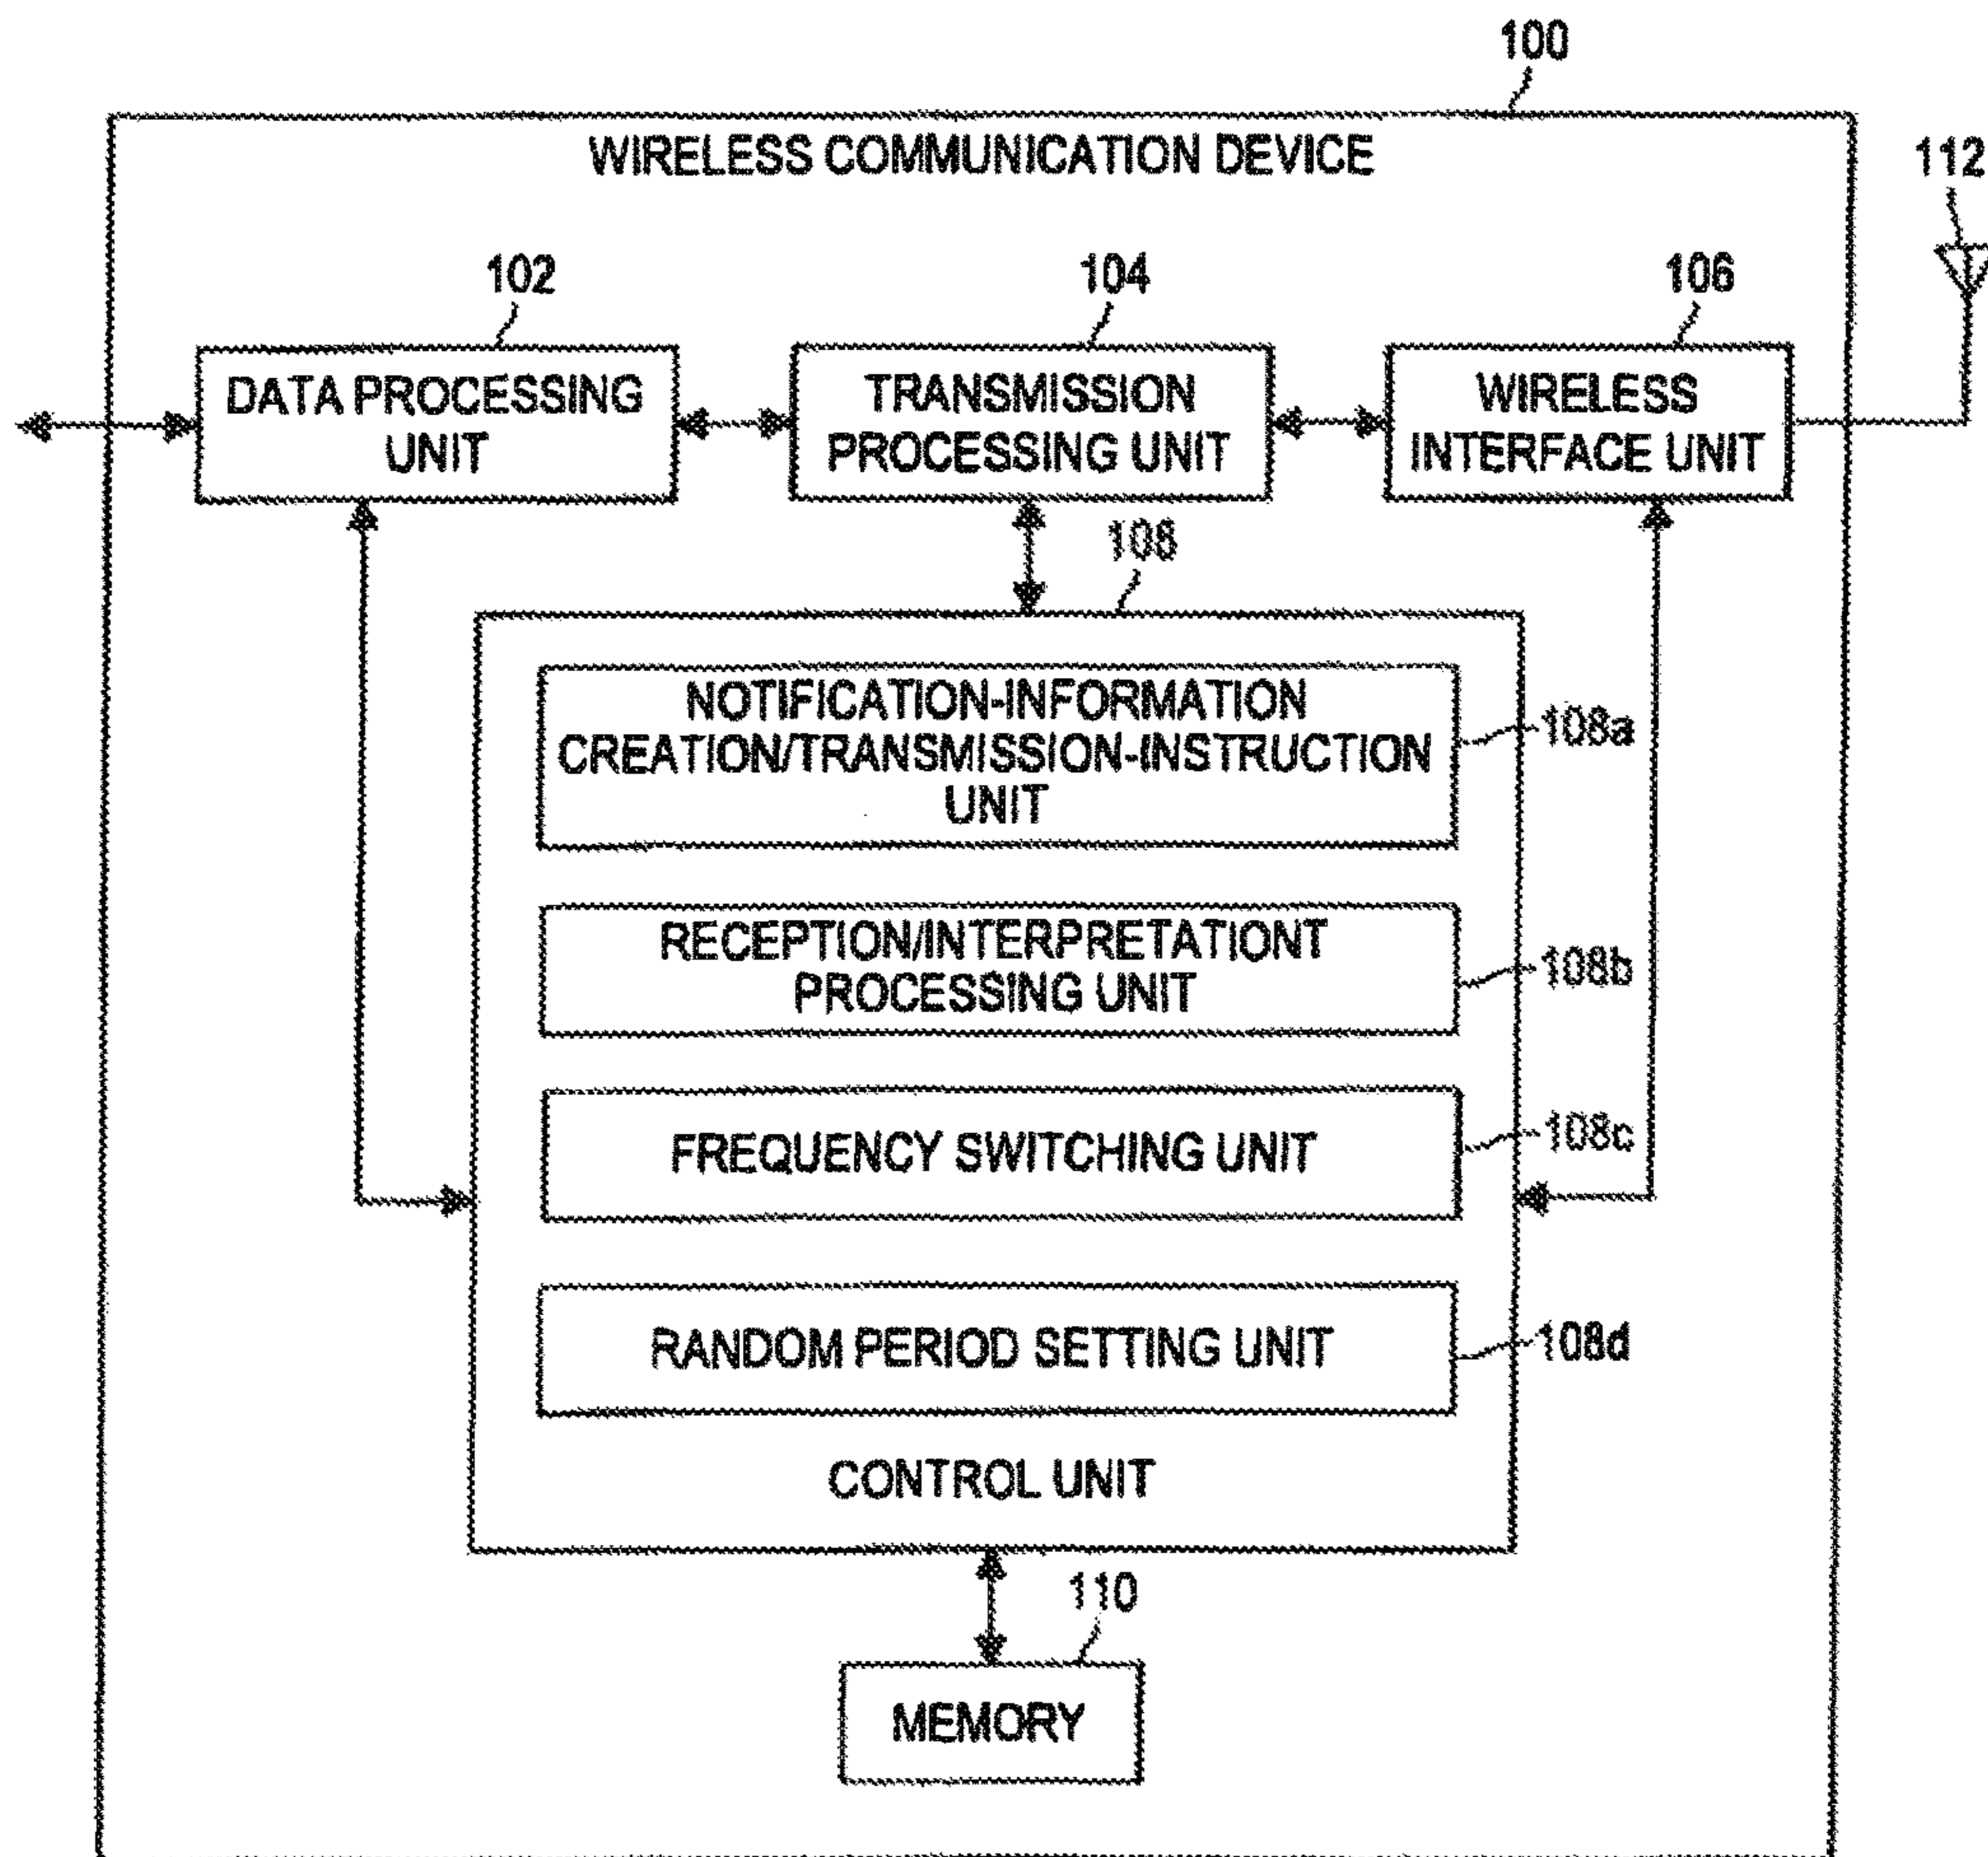 100
WIRELESS COMMUNICATION DEVICE
112
102
104
106
DATA PROCESSING
UNIT
TRANSMISSION
PROCESSING UNIT
WIRELESS
INTERFACE UNIT
108
NOTIFICATION-INFORMATION
CREATION/TRANSMISSION-INSTRUCTION
UNIT
108a
RECEPTION/INTERPRETATIONT
PROCESSING UNIT
108b
FREQUENCY SWITCHING UNIT
108c
RANDOM PERIOD SETTING UNIT
108d
CONTROL UNIT
110
MEMORY